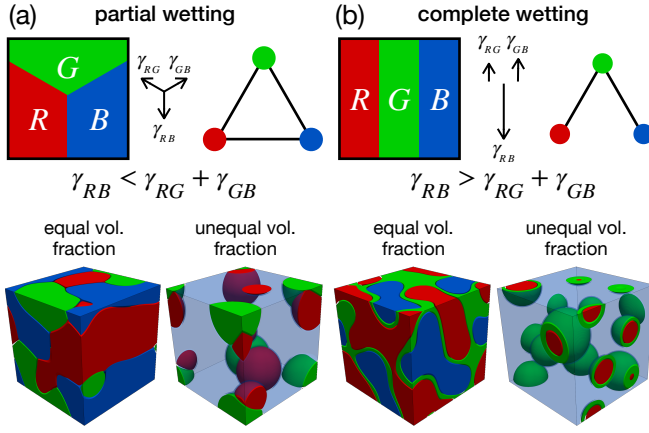 (a) partial wetting
G
R B
γRG γGB
γRB
γRB < γRG + γGB
equal vol. fraction
unequal vol. fraction
(b) complete wetting
R G B
γRG γGB
γRB
γRB > γRG + γGB
equal vol. fraction
unequal vol. fraction